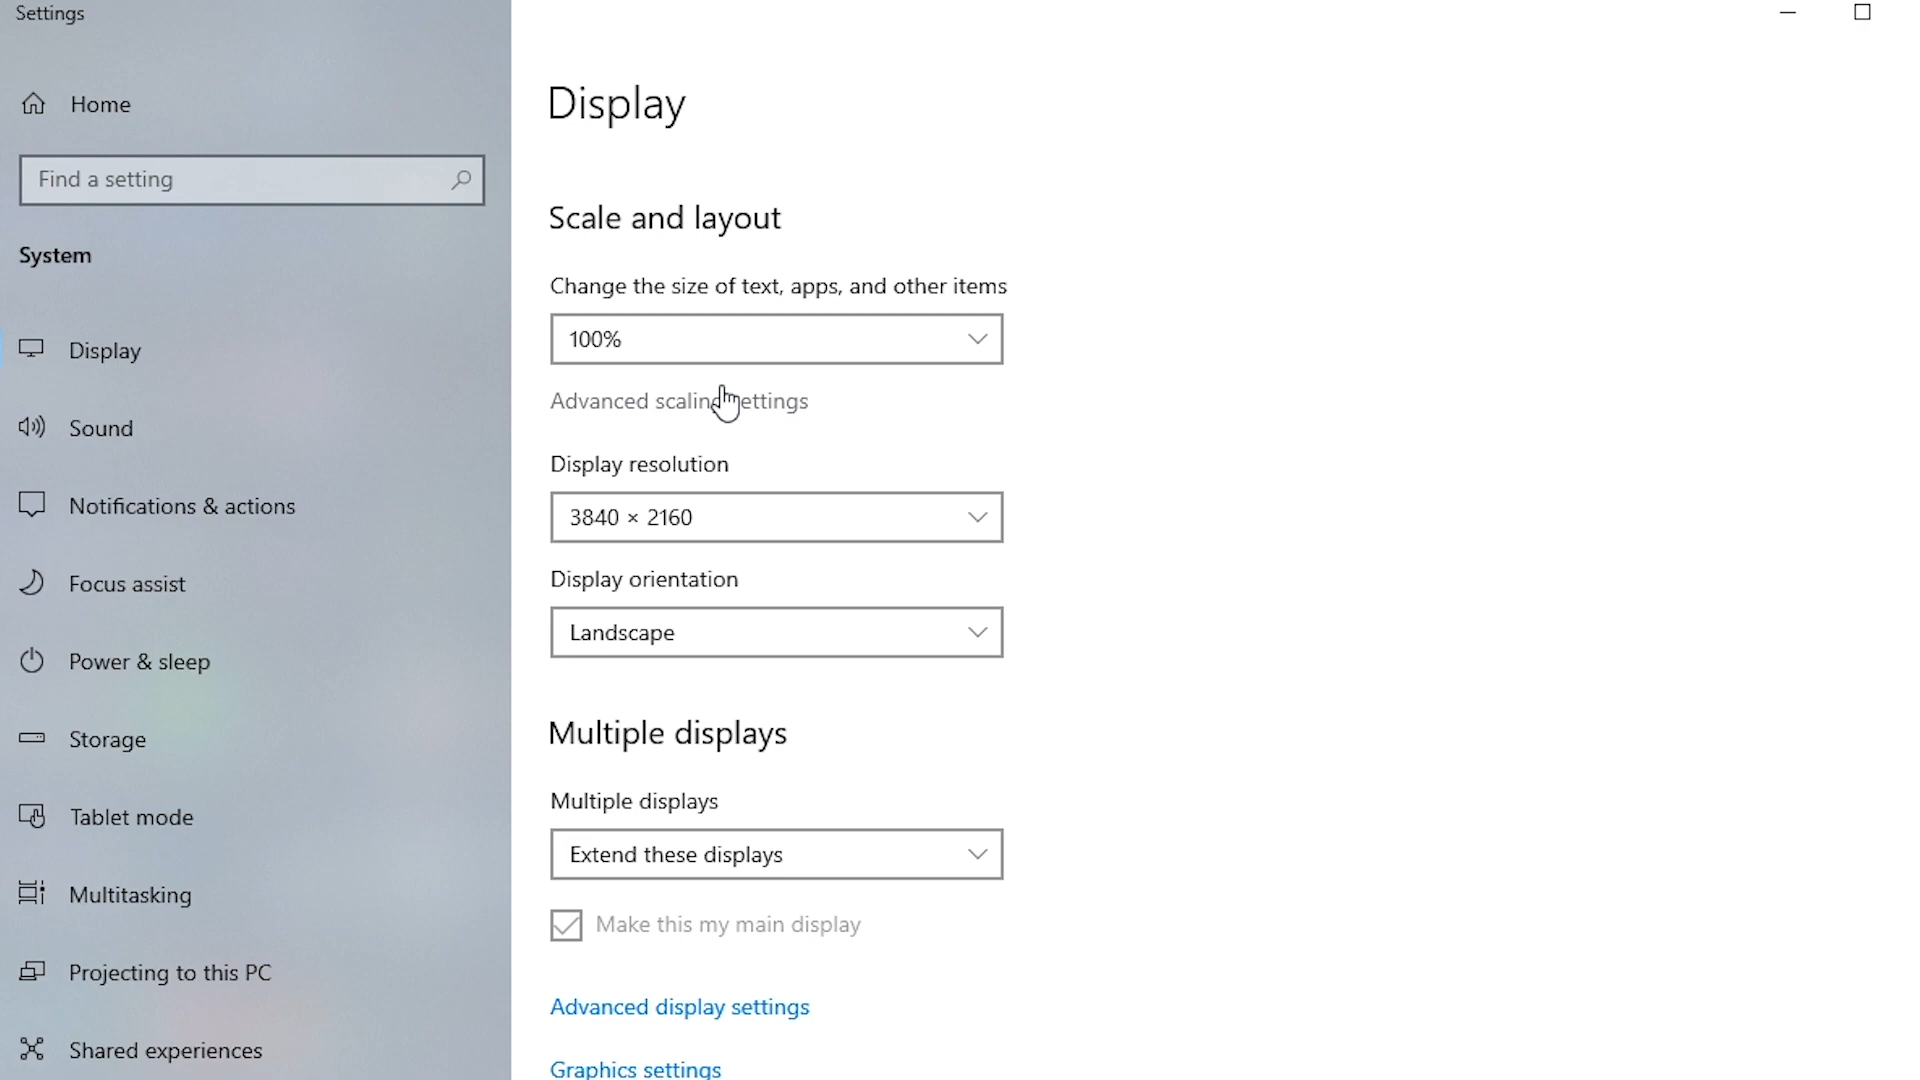 Settings
Home
Find a setting
System
Display
Sound
Notifications & actions
Focus assist
Power & sleep
Storage
Tablet mode
Multitasking
Projecting to this PC
Shared experiences
Display
Scale and layout
Change the size of text, apps, and other items
100%
Advanced scaling settings
Display resolution
3840 × 2160
Display orientation
Landscape
Multiple displays
Multiple displays
Extend these displays
Make this my main display
Advanced display settings
Graphics settings